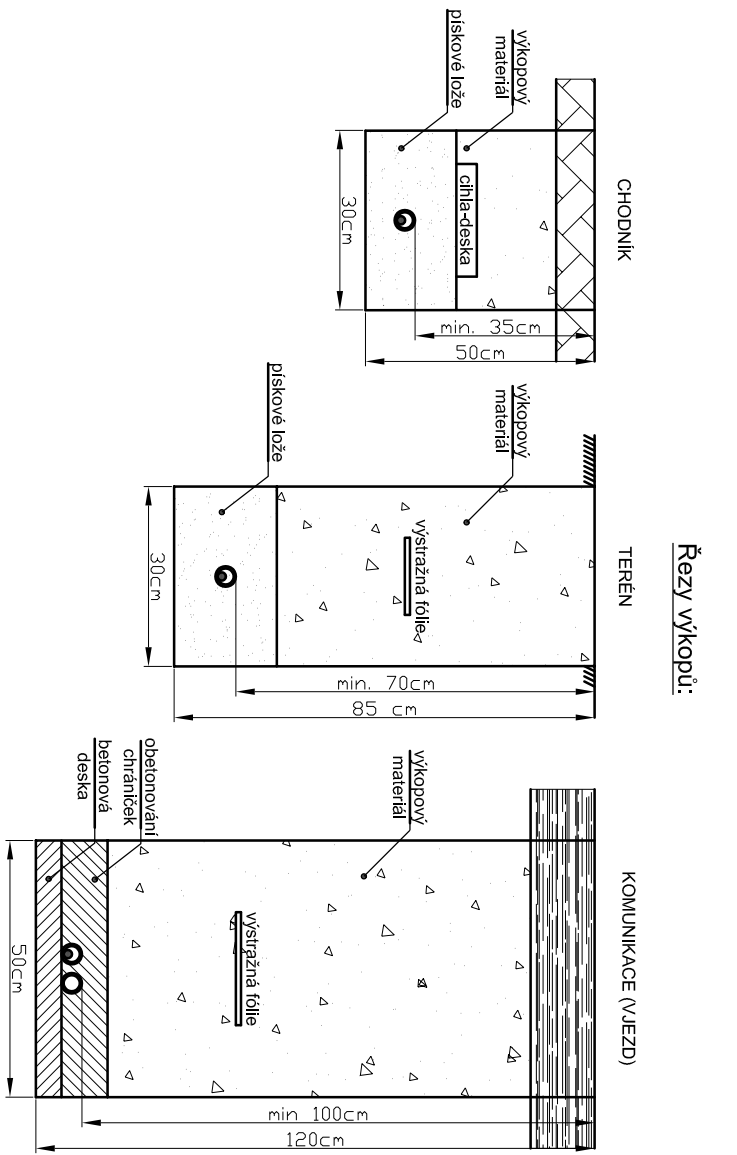 Řezy výkopů:
CHODNÍK
výkopový
materiál
pískové lože
cihla-deska
min. 35cm
50cm
30cm
TERÉN
výkopový
materiál
pískové lože
výstražná fólie
min. 70cm
85 cm
30cm
KOMUNIKACE (VJEZD)
výkopový
materiál
obetonování
chrániček
betonová
deska
výstražná fólie
min 100cm
120cm
50cm